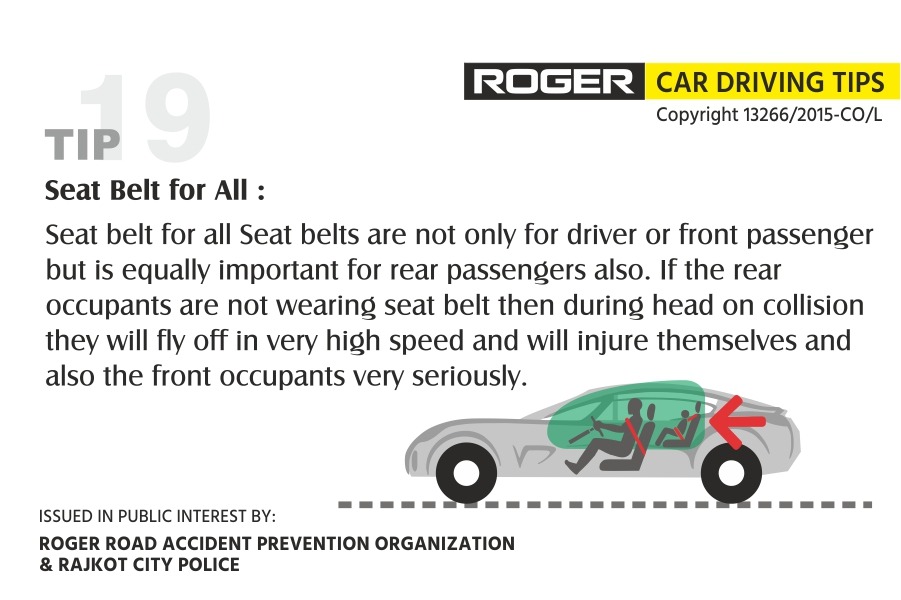 ROGER CAR DRIVING TIPS
Copyright 13266/2015-CO/L
TIP 19
Seat Belt for All :
Seat belt for all Seat belts are not only for driver or front passenger
but is equally important for rear passengers also. If the rear
occupants are not wearing seat belt then during head on collision
they will fly off in very high speed and will injure themselves and
also the front occupants very seriously.
ISSUED IN PUBLIC INTEREST BY:
ROGER ROAD ACCIDENT PREVENTION ORGANIZATION
& RAJKOT CITY POLICE